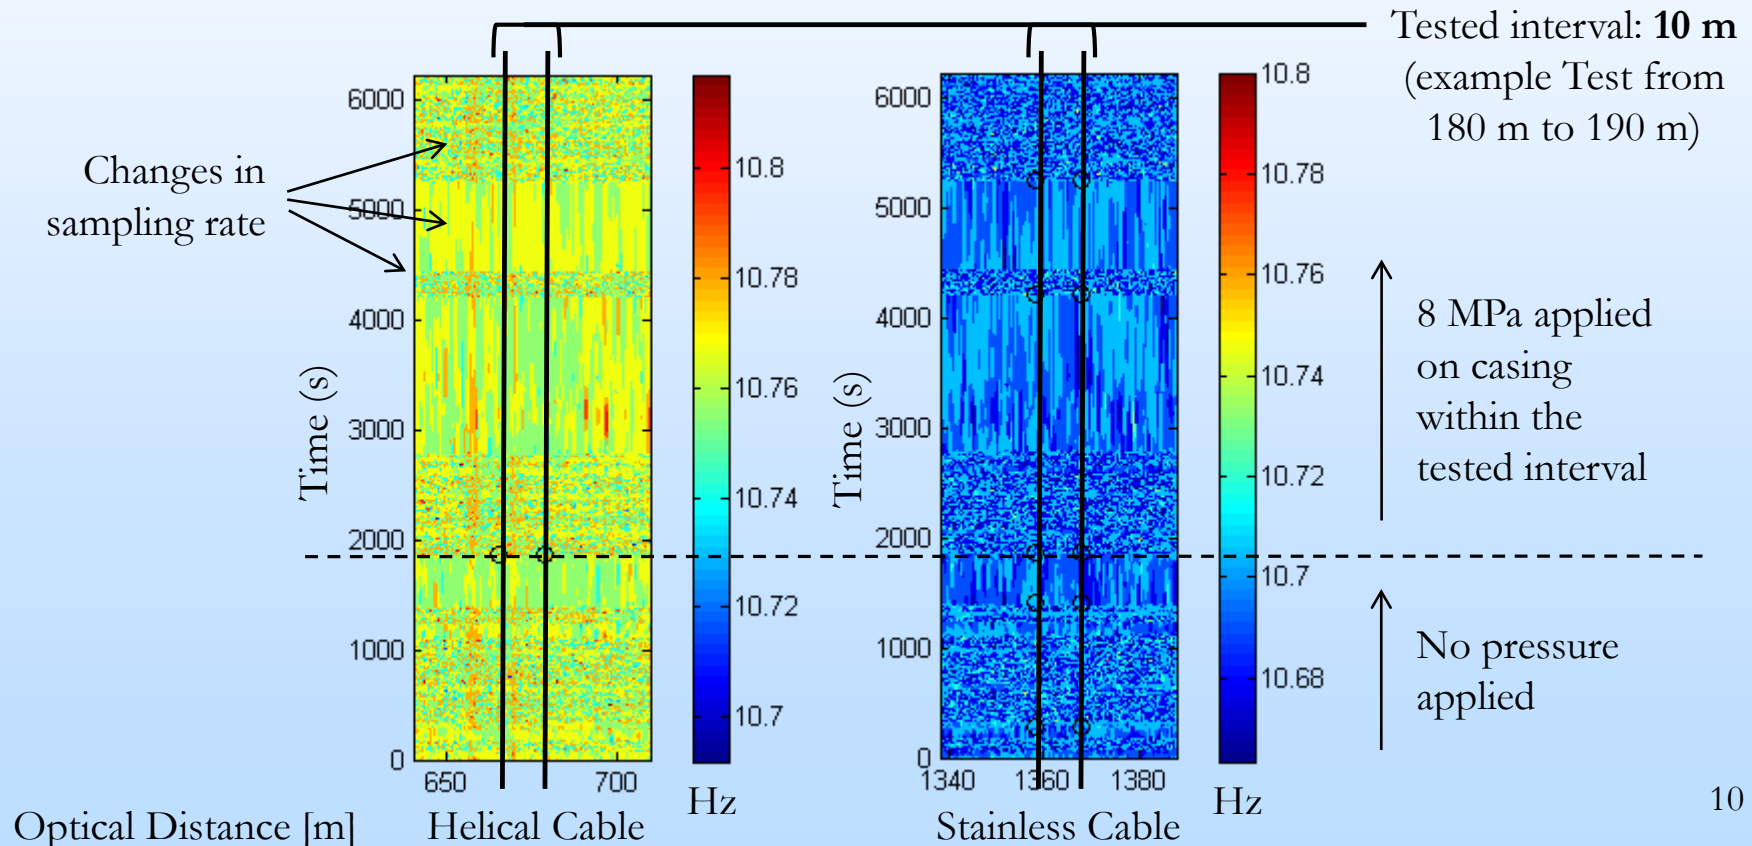 Tested interval: 10 m
(example Test from
180 m to 190 m)
Changes in
sampling rate
Time (s)
6000
5000
4000
3000
2000
1000
0
650
700
10.8
10.78
10.76
10.74
10.72
10.7
Hz
Time (s)
6000
5000
4000
3000
2000
1000
0
1340
1360
1380
10.8
10.78
10.76
10.74
10.72
10.7
10.68
Hz
8 MPa applied
on casing
within the
tested interval
No pressure
applied
Optical Distance [m]
Helical Cable
Stainless Cable
10